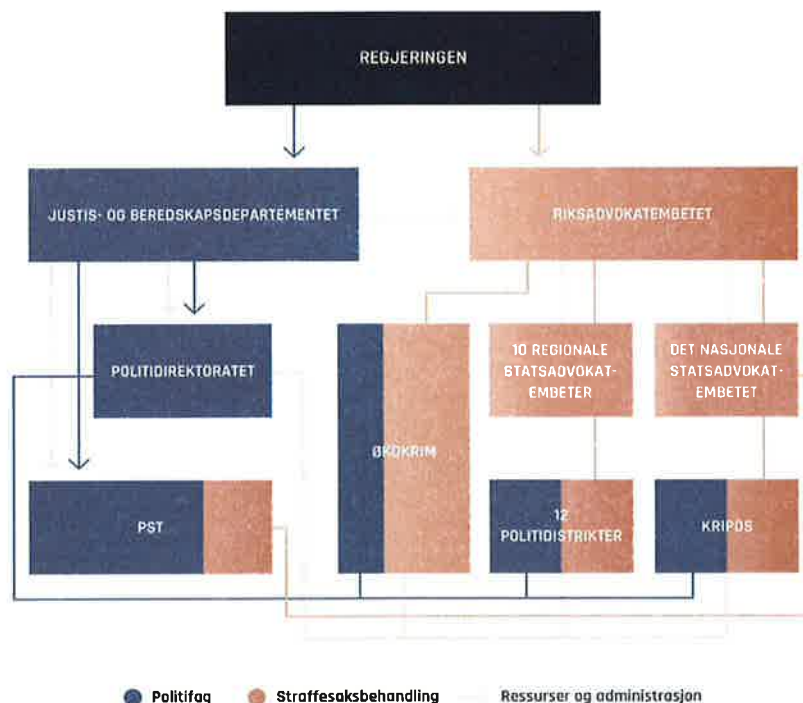 REGJERINGEN
JUSTIS- OG BEREDSKAPSDEPARTEMENTET
RIKSADVOKATEMBETET
POLITIDIREKTORATET
10 REGIONALE
STATSADVOKAT-
EMBETER
DET NASJONALE
STATSADVOKAT-
EMBETET
ØKOKRIM
PST
12
POLITIDISTRIKTER
KRIPOS
Politifag
Straffesaksbehandling
Ressurser og administrasjon